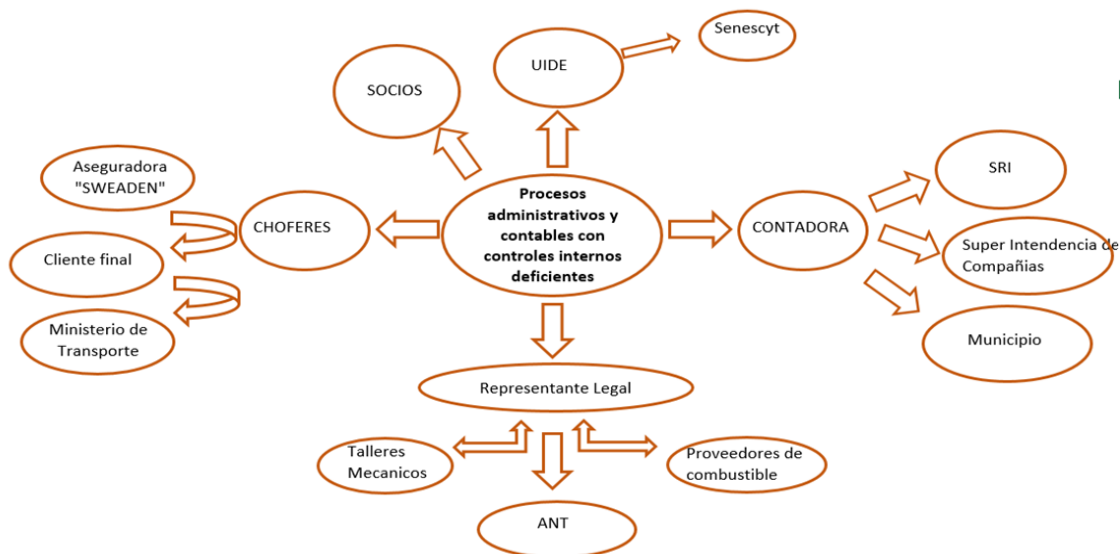 Senescyt
UIDE
SOCIOS
Aseguradora
"SWEADEN"
CHOFERES
Cliente final
Ministerio de
Transporte
Procesos
administrativos y
contables con
controles internos
deficientes
CONTADORA
SRI
Super Intendencia de
Compañias
Municipio
Representante Legal
Talleres
Mecanicos
Proveedores de
combustible
ANT